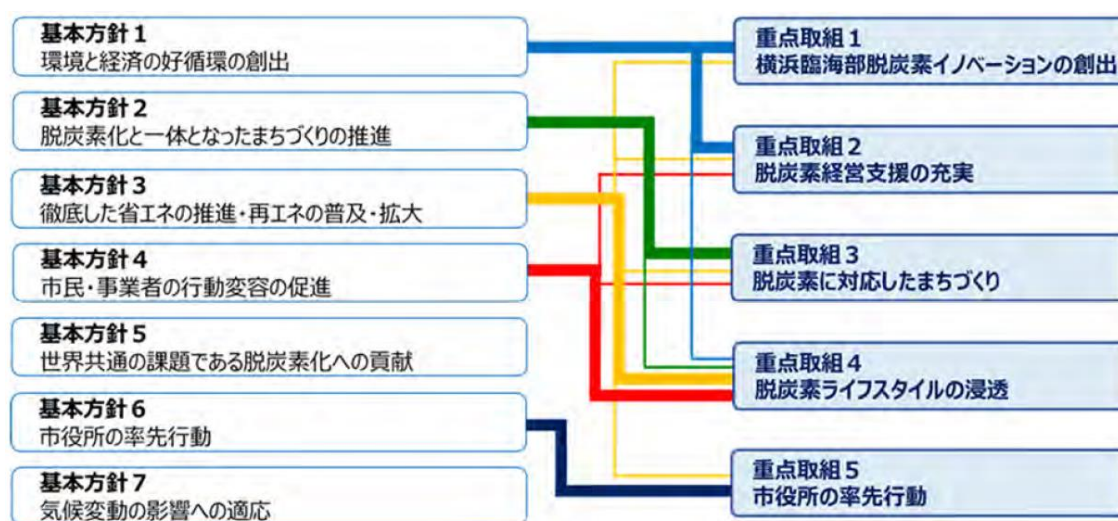 基本方針1
環境と経済の好循環の創出
基本方針2
脱炭素化と一体となったまちづくりの推進
基本方針3
徹底した省エネの推進・再エネの普及・拡大
基本方針4
市民・事業者の行動変容の促進
基本方針5
世界共通の課題である脱炭素化への貢献
基本方針6
市役所の率先行動
基本方針7
気候変動の影響への適応
重点取組1
横浜臨海部脱炭素イノベーションの創出
重点取組2
脱炭素経営支援の充実
重点取組3
脱炭素に対応したまちづくり
重点取組4
脱炭素ライフスタイルの浸透
重点取組5
市役所の率先行動